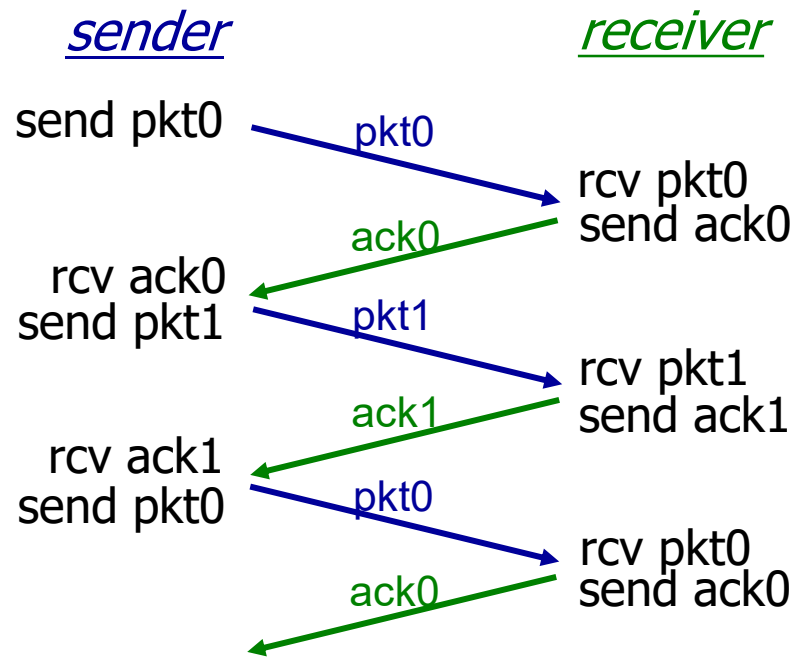 sender
receiver
send pkt0
pkt0
rcv pkt0
send ack0
ack0
rcv ack0
send pkt1
pkt1
rcv pkt1
send ack1
ack1
rcv ack1
send pkt0
pkt0
rcv pkt0
send ack0
ack0